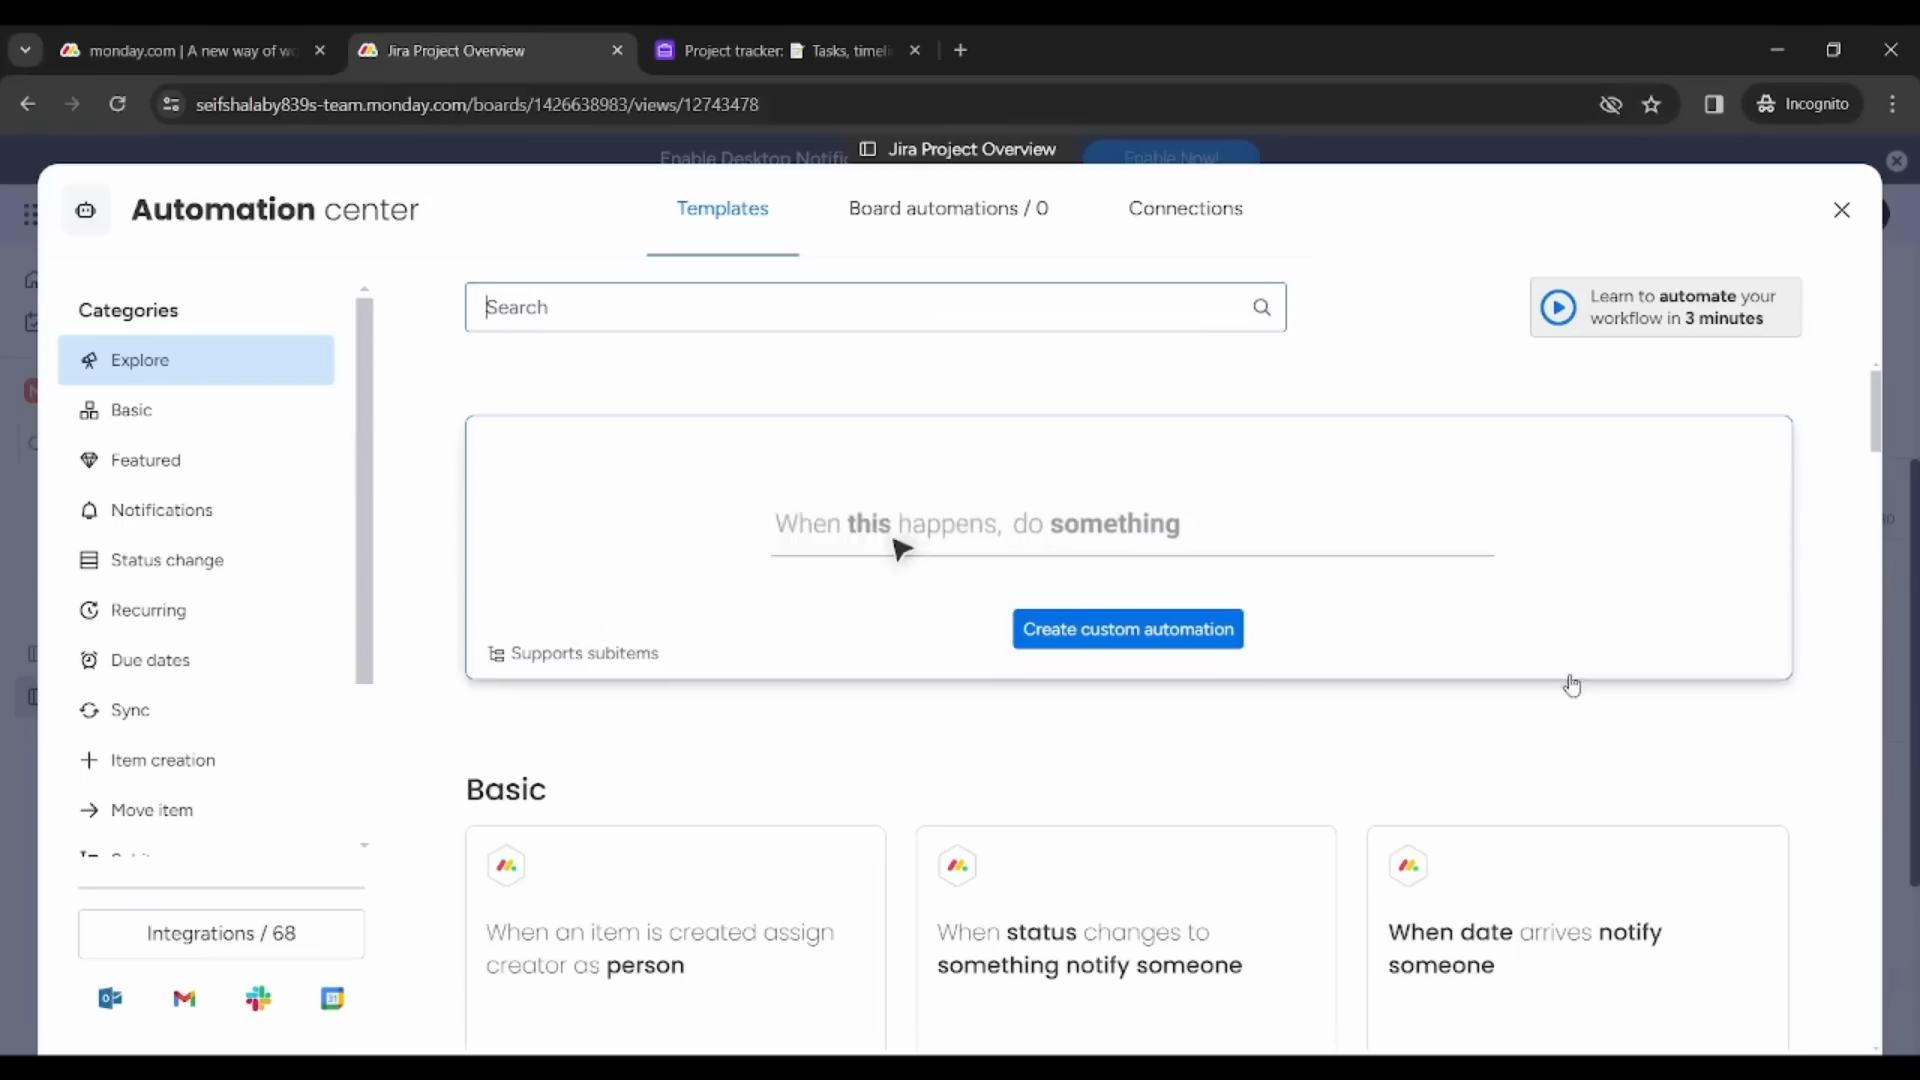 monday.com | A new way of wo
Jira Project Overview
Project tracker: 📝 Tasks, timeli
seifshalaby839s-team.monday.com/boards/1426638983/views/12743478
Incognito
Enable Desktop Notific
Jira Project Overview
Enable Now!
Automation center
Templates
Board automations / 0
Connections
Categories
Explore
Basic
Featured
Notifications
Status change
Recurring
Due dates
Sync
Item creation
Move item
Integrations / 68
Search
Learn to automate your
workflow in 3 minutes
When this happens, do something
Create custom automation
Supports subitems
Basic
When an item is created assign
creator as person
When status changes to
something notify someone
When date arrives notify
someone
31